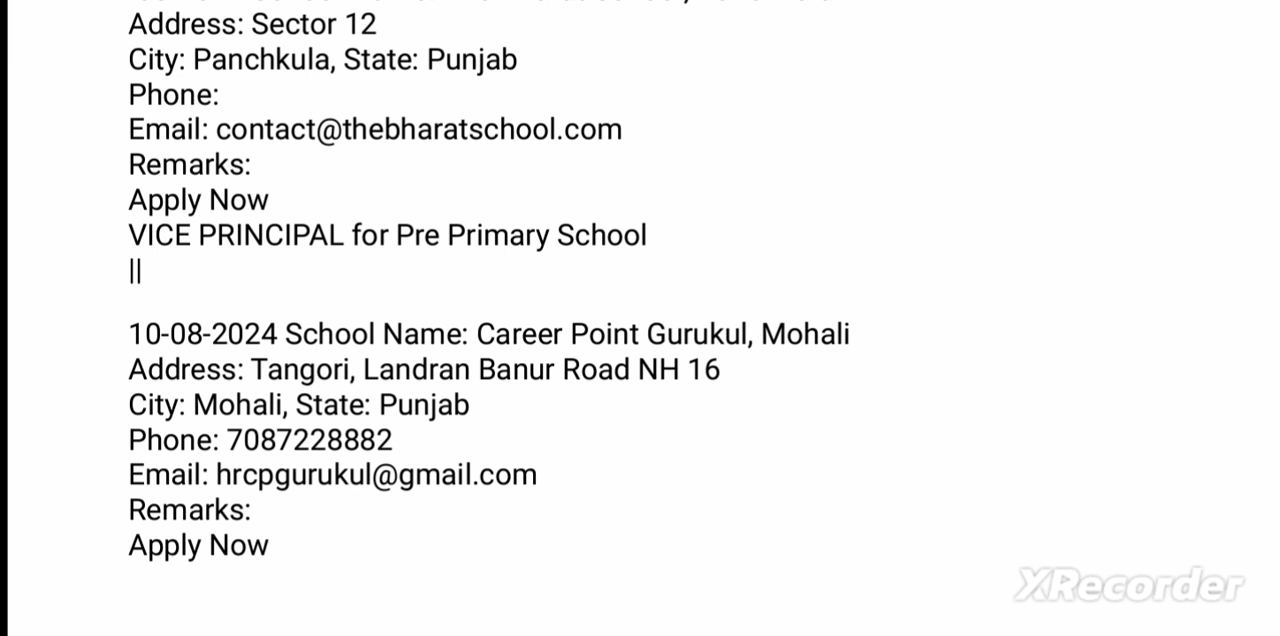 Address: Sector 12
City: Panchkula, State: Punjab
Phone:
Email: contact@thebharatschool.com
Remarks:
Apply Now
VICE PRINCIPAL for Pre Primary School
||
10-08-2024 School Name: Career Point Gurukul, Mohali
Address: Tangori, Landran Banur Road NH 16
City: Mohali, State: Punjab
Phone: 7087228882
Email: hrcpgurukul@gmail.com
Remarks:
Apply Now
XRecorder